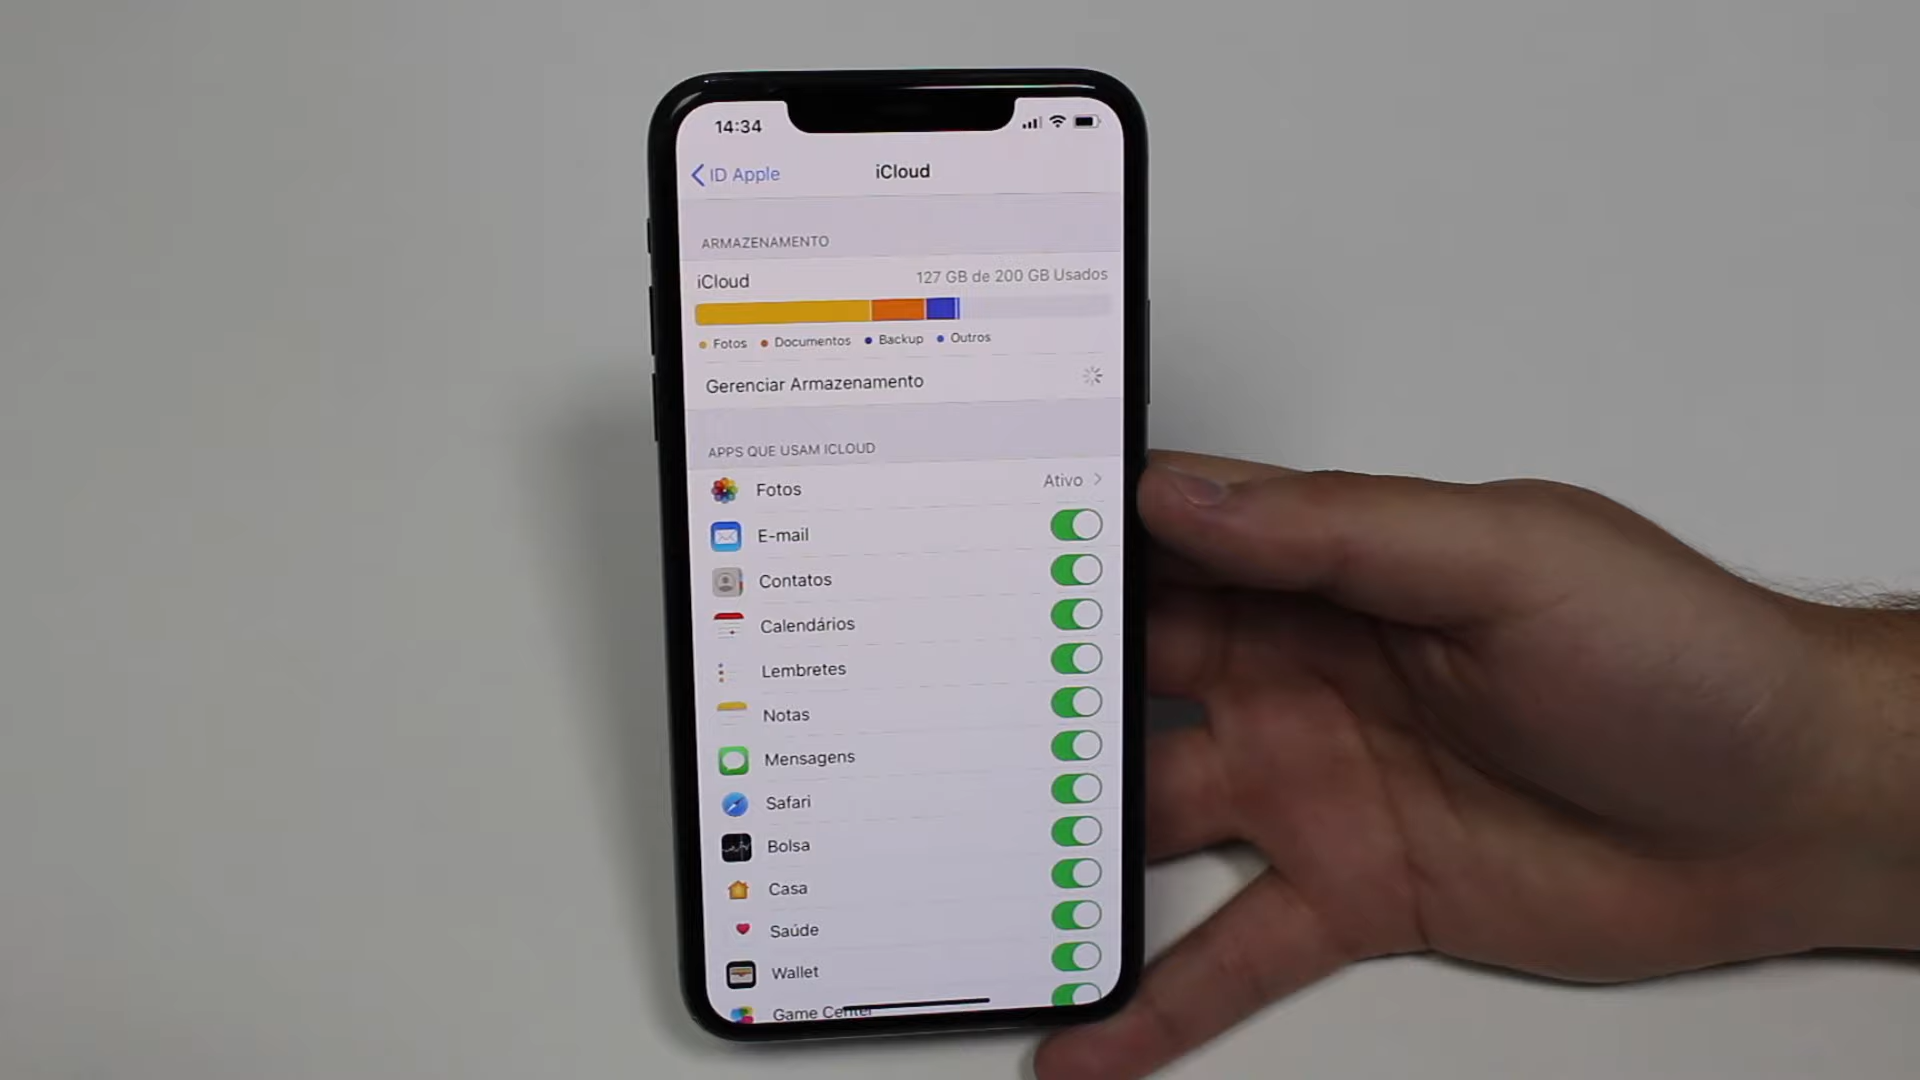 14:34
ID Apple
iCloud
ARMAZENAMENTO
iCloud
127 GB de 200 GB Usados
Fotos
Documentos
Backup
Outros
Gerenciar Armazenamento
APPS QUE USAM ICLOUD
Fotos
Ativo
E-mail
Contatos
Calendários
Lembretes
Notas
Mensagens
Safari
Bolsa
Casa
Saúde
Wallet
Game Center